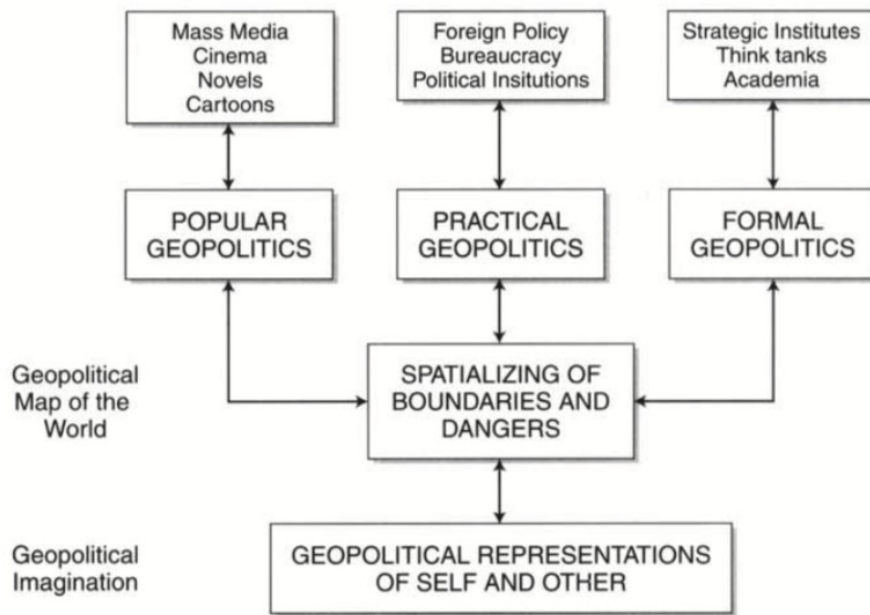 Mass Media
Cinema
Novels
Cartoons
Foreign Policy
Bureaucracy
Political Insitutions
Strategic Institutes
Think tanks
Academia
POPULAR
GEOPOLITICS
PRACTICAL
GEOPOLITICS
FORMAL
GEOPOLITICS
Geopolitical
Map of the
World
SPATIALIZING OF
BOUNDARIES AND
DANGERS
Geopolitical
Imagination
GEOPOLITICAL REPRESENTATIONS
OF SELF AND OTHER